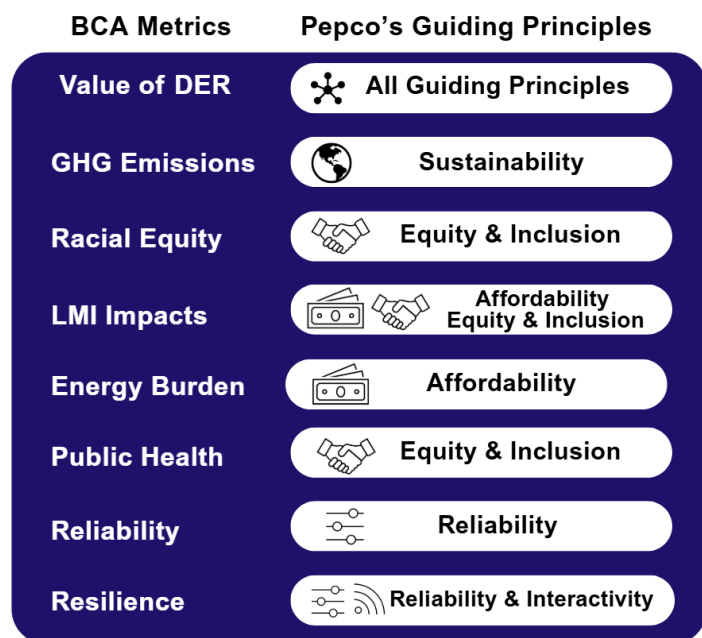 BCA Metrics Pepco's Guiding Principles
Value of DER All Guiding Principles
GHG Emissions Sustainability
Racial Equity Equity & Inclusion
LMI Impacts Affordability
Equity & Inclusion
Energy Burden Affordability
Public Health Equity & Inclusion
Reliability Reliability
Resilience Reliability & Interactivity